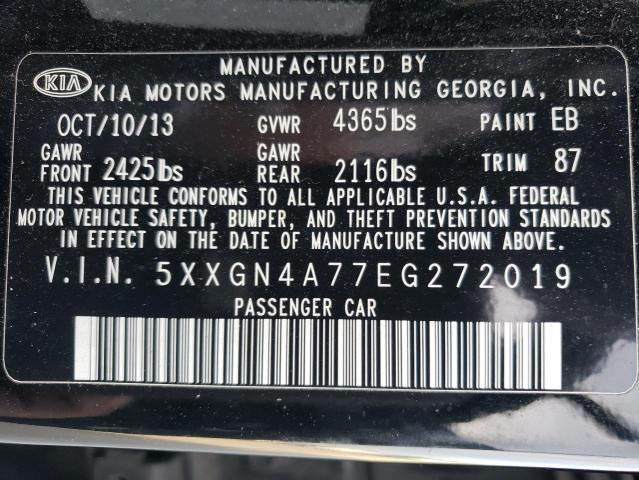 MANUFACTURED BY
KIA KIA MOTORS MANUFACTURING GEORGIA, INC.
OCT/10/13 GVWR 4365lbs PAINT EB
GAWR FRONT 2425lbs GAWR REAR 2116lbs TRIM 87
THIS VEHICLE CONFORMS TO ALL APPLICABLE U.S.A. FEDERAL
MOTOR VEHICLE SAFETY, BUMPER, AND THEFT PREVENTION STANDARDS
IN EFFECT ON THE DATE OF MANUFACTURE SHOWN ABOVE.
V.I.N. 5XXGN4A77EG272019
PASSENGER CAR